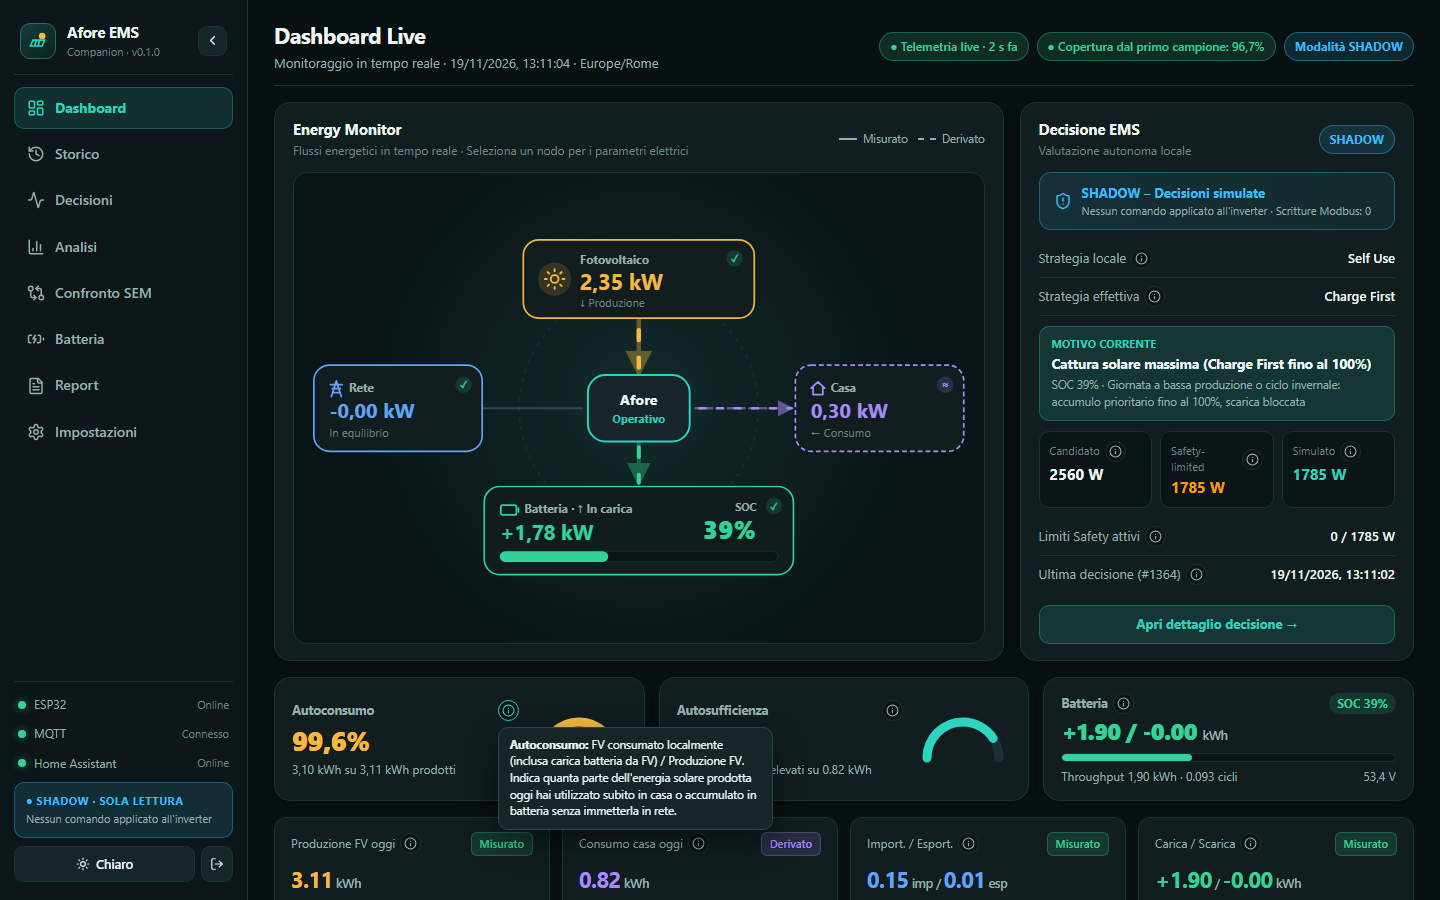 Afore EMS
Companion · v0.1.0
Dashboard
Storico
Decisioni
Analisi
Confronto SEM
Batteria
Report
Impostazioni
ESP32 Online
MQTT Connesso
Home Assistant Online
● SHADOW · SOLA LETTURA
Nessun comando applicato all'inverter
Chiaro
Dashboard Live
Monitoraggio in tempo reale · 19/11/2026, 13:11:04 · Europe/Rome
● Telemetria live · 2 s fa
● Copertura dal primo campione: 96,7%
Modalità SHADOW
Energy Monitor
Flussi energetici in tempo reale · Seleziona un nodo per i parametri elettrici
Misurato
Derivato
Fotovoltaico
2,35 kW
↓ Produzione
Rete
-0,00 kW
In equilibrio
Afore
Operativo
Casa
0,30 kW
← Consumo
Batteria · ↑ In carica
+1,78 kW
SOC
39%
Decisione EMS
Valutazione autonoma locale
SHADOW
SHADOW – Decisioni simulate
Nessun comando applicato all'inverter · Scritture Modbus: 0
Strategia locale Self Use
Strategia effettiva Charge First
MOTIVO CORRENTE
Cattura solare massima (Charge First fino al 100%)
SOC 39% · Giornata a bassa produzione o ciclo invernale:
accumulo prioritario fino al 100%, scarica bloccata
Candidato
2560 W
Safety-
limited
1785 W
Simulato
1785 W
Limiti Safety attivi 0 / 1785 W
Ultima decisione (#1364) 19/11/2026, 13:11:02
Apri dettaglio decisione →
Autoconsumo
99,6%
3,10 kWh su 3,11 kWh prodotti
Autosufficienza
elevati su 0.82 kWh
Autoconsumo: FV consumato localmente
(inclusa carica batteria da FV) / Produzione FV.
Indica quanta parte dell'energia solare prodotta
oggi hai utilizzato subito in casa o accumulato in
batteria senza immetterla in rete.
Batteria
SOC 39%
+1.90 / -0.00 kWh
Throughput 1,90 kWh · 0.093 cicli 53,4 V
Produzione FV oggi Misurato
3.11 kWh
Consumo casa oggi Derivato
0.82 kWh
Import. / Esport. Misurato
0.15 imp / 0.01 esp
Carica / Scarica Misurato
+1.90 / -0.00 kWh